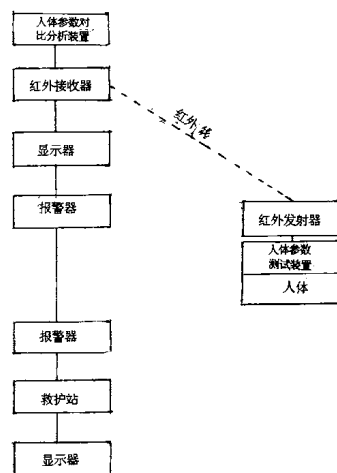 人体参数对
比分析装置
红外接收器
红外线
显示器
报警器
红外发射器
人体参数
测试装置
人体
报警器
救护站
显示器